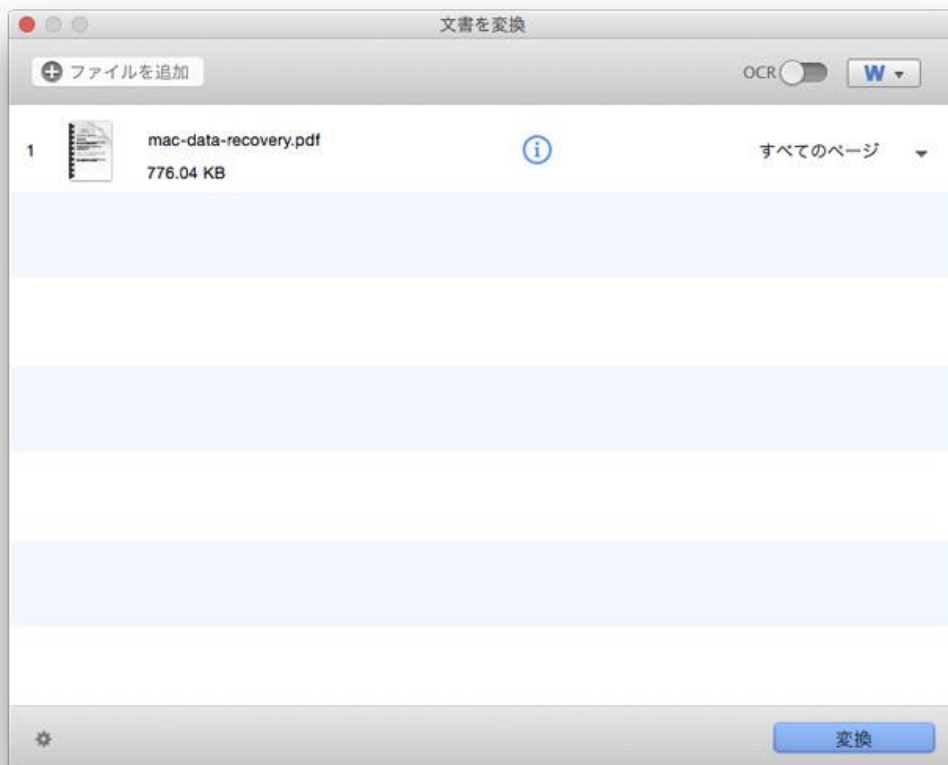 文書を変換
ファイルを追加
OCR
W
1
mac-data-recovery.pdf
すべてのページ
776.04 KB
変換